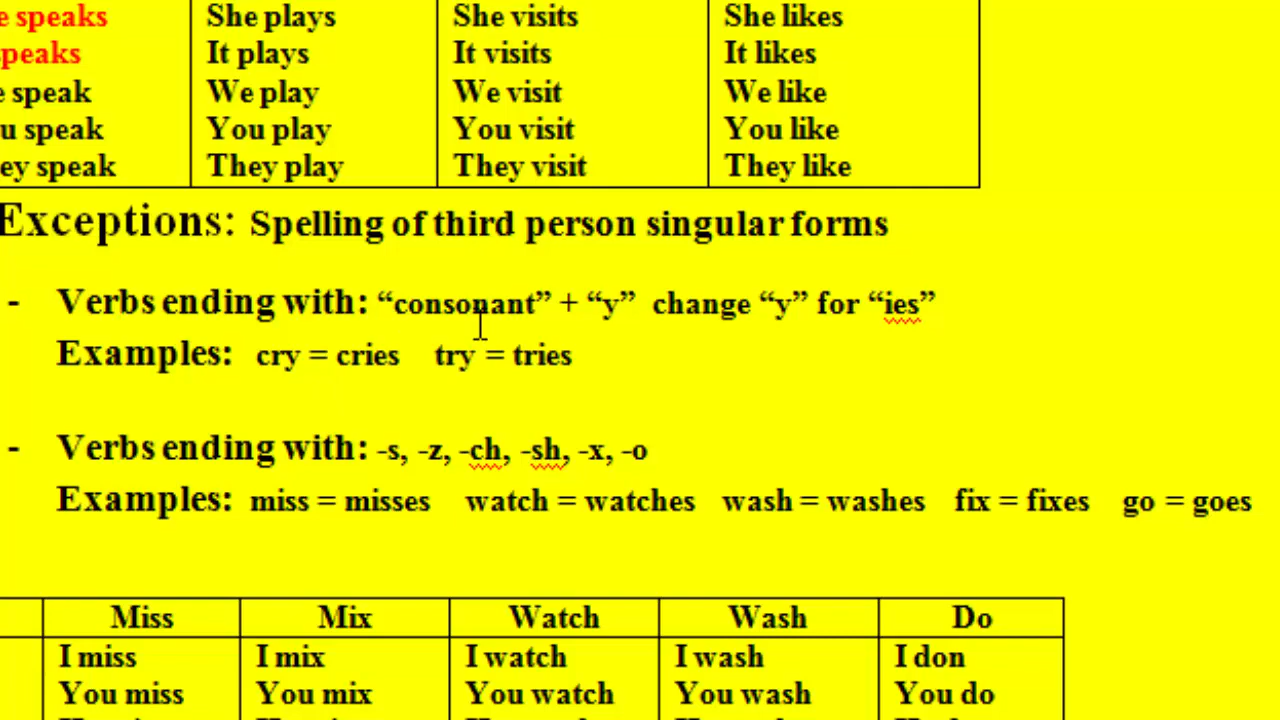 e speaks She plays She visits She likes
speaks It plays It visits It likes
e speak We play We visit We like
u speak You play You visit You like
ey speak They play They visit They like
Exceptions: Spelling of third person singular forms
- Verbs ending with: “consonant” + “y” change “y” for “ies”
Examples: cry = cries try = tries
- Verbs ending with: -s, -z, -ch, -sh, -x, -o
Examples: miss = misses watch = watches wash = washes fix = fixes go = goes
Miss Mix Watch Wash Do
I miss I mix I watch I wash I don
You miss You mix You watch You wash You do